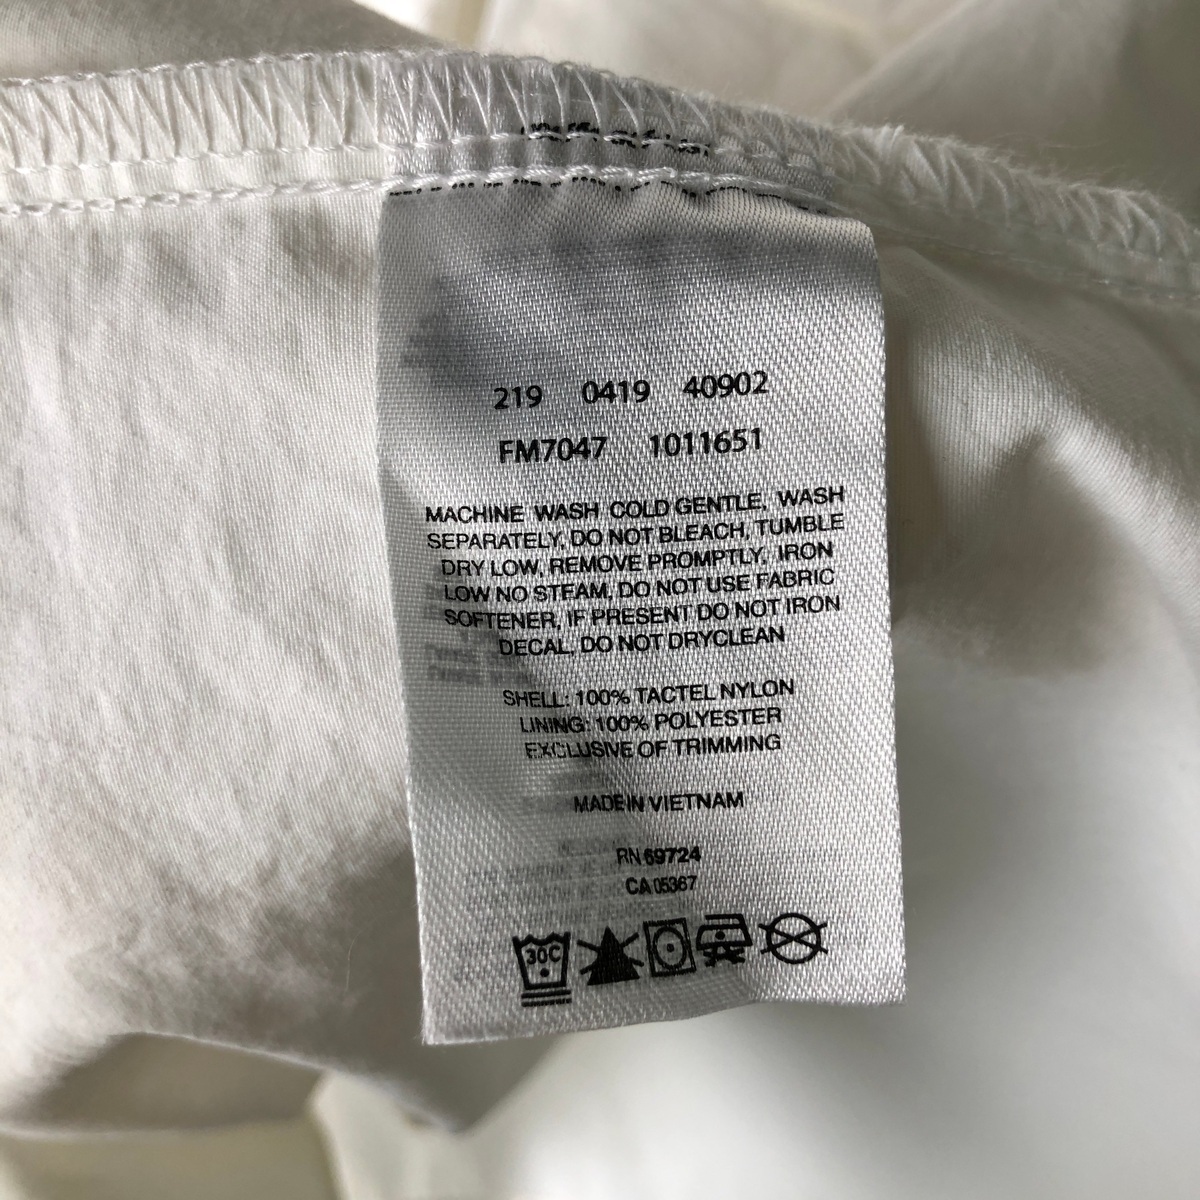 219 0419 40902
FM7047 1011651
MACHINE WASH COLD GENTLE, WASH
SEPARATELY, DO NOT BLEACH, TUMBLE
DRY LOW, REMOVE PROMPTLY, IRON
LOW NO STEAM, DO NOT USE FABRIC
SOFTENER, IF PRESENT DO NOT IRON
DECAL, DO NOT DRYCLEAN
SHELL: 100% TACTEL NYLON
LINING: 100% POLYESTER
EXCLUSIVE OF TRIMMING
MADE IN VIETNAM
RN 69724
CA 05367
30C